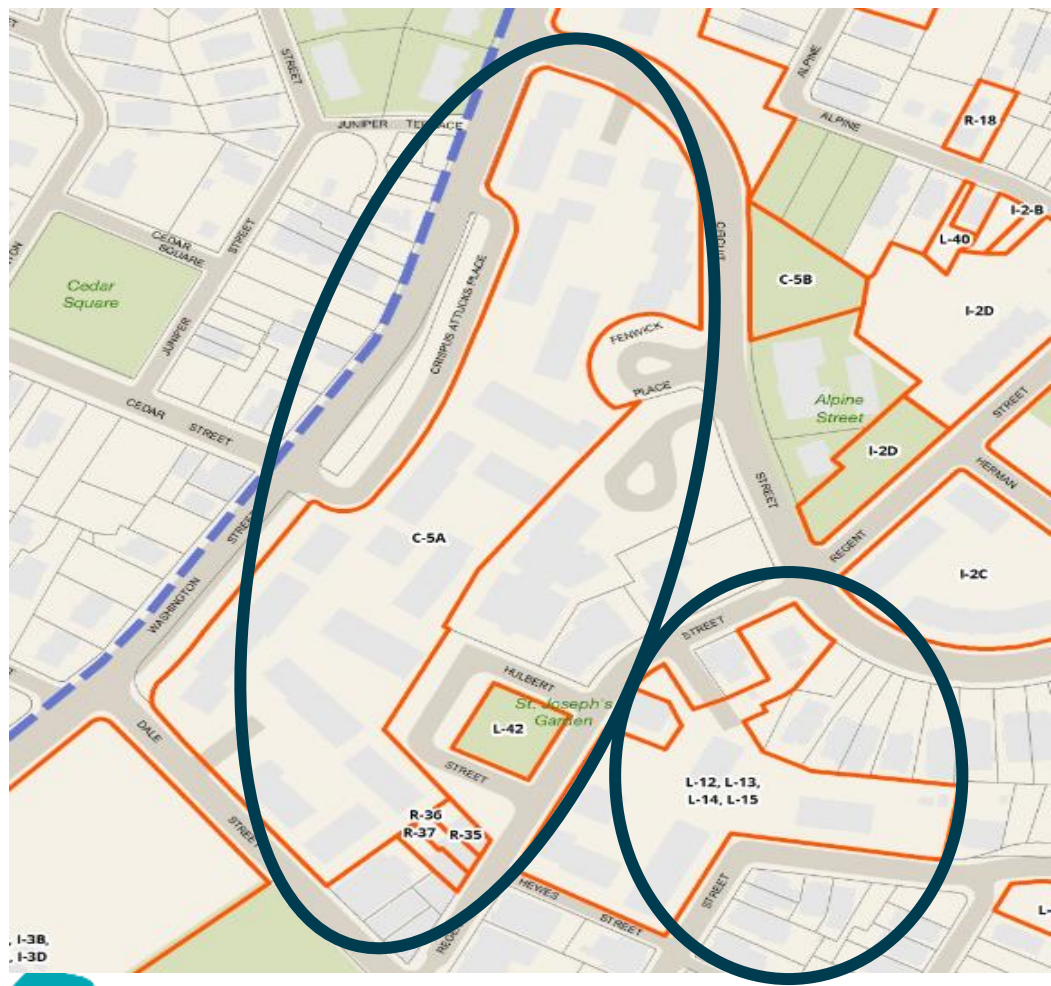 STREET
JUNIPER TERRACE
ALPINE
ALPINE
R-18
I-2-B
L-40
CEDAR
SQUARE
STREET
Cedar
Square
JUNIPER
CRISPUS ATTUCKS PLACE
CIRCUIT
C-5B
I-2D
FENWICK
PLACE
CEDAR STREET
Alpine
Street
STREET
I-2D
HERMAN
STREET
REGENT
STREET
WASHINGTON
C-5A
I-2C
STREET
HULBERT
St. Joseph's
Garden
L-42
DALE
STREET
L-12, L-13,
L-14, L-15
R-36
R-37
R-35
STREET
HEWES
STREET
STREET
L-
, I-3B,
, I-3D